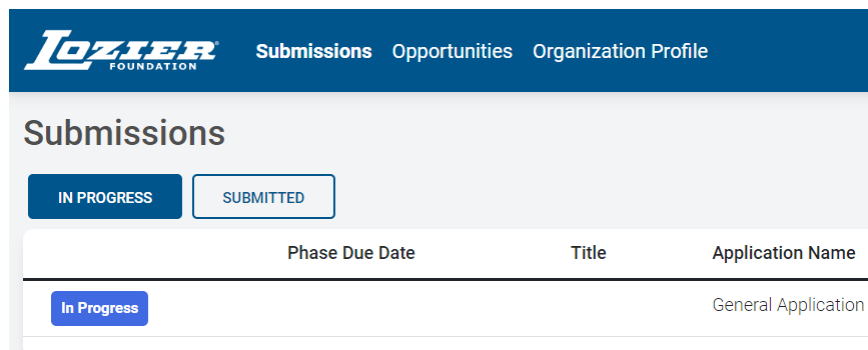 LOZIER FOUNDATION Submissions Opportunities Organization Profile
Submissions
IN PROGRESS SUBMITTED
Phase Due Date Title Application Name
In Progress General Application